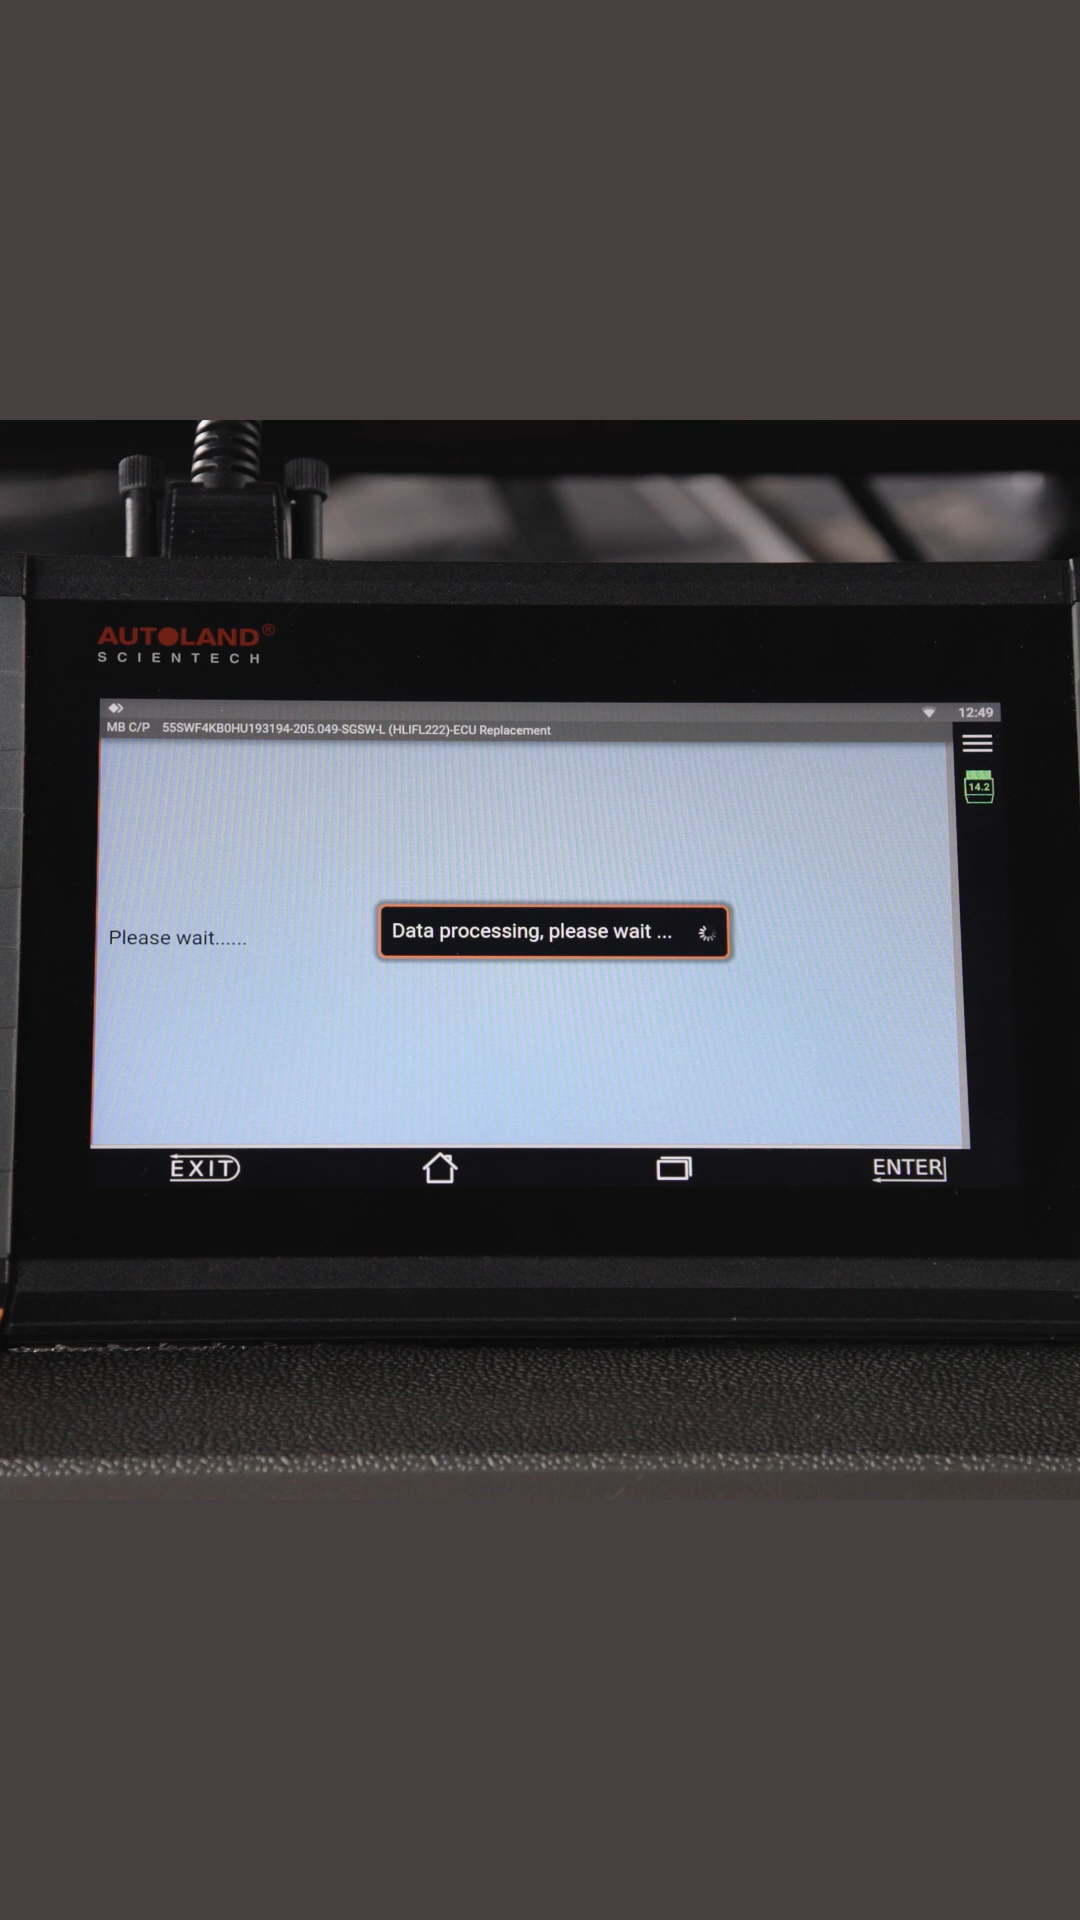 AUTOLAND®
SCIENTECH
12:49
MB C/P 55SWF4KB0HU193194-205.049-SGSW-L (HLIFL222)-ECU Replacement
14.2
Please wait......
Data processing, please wait ...
EXIT
ENTER